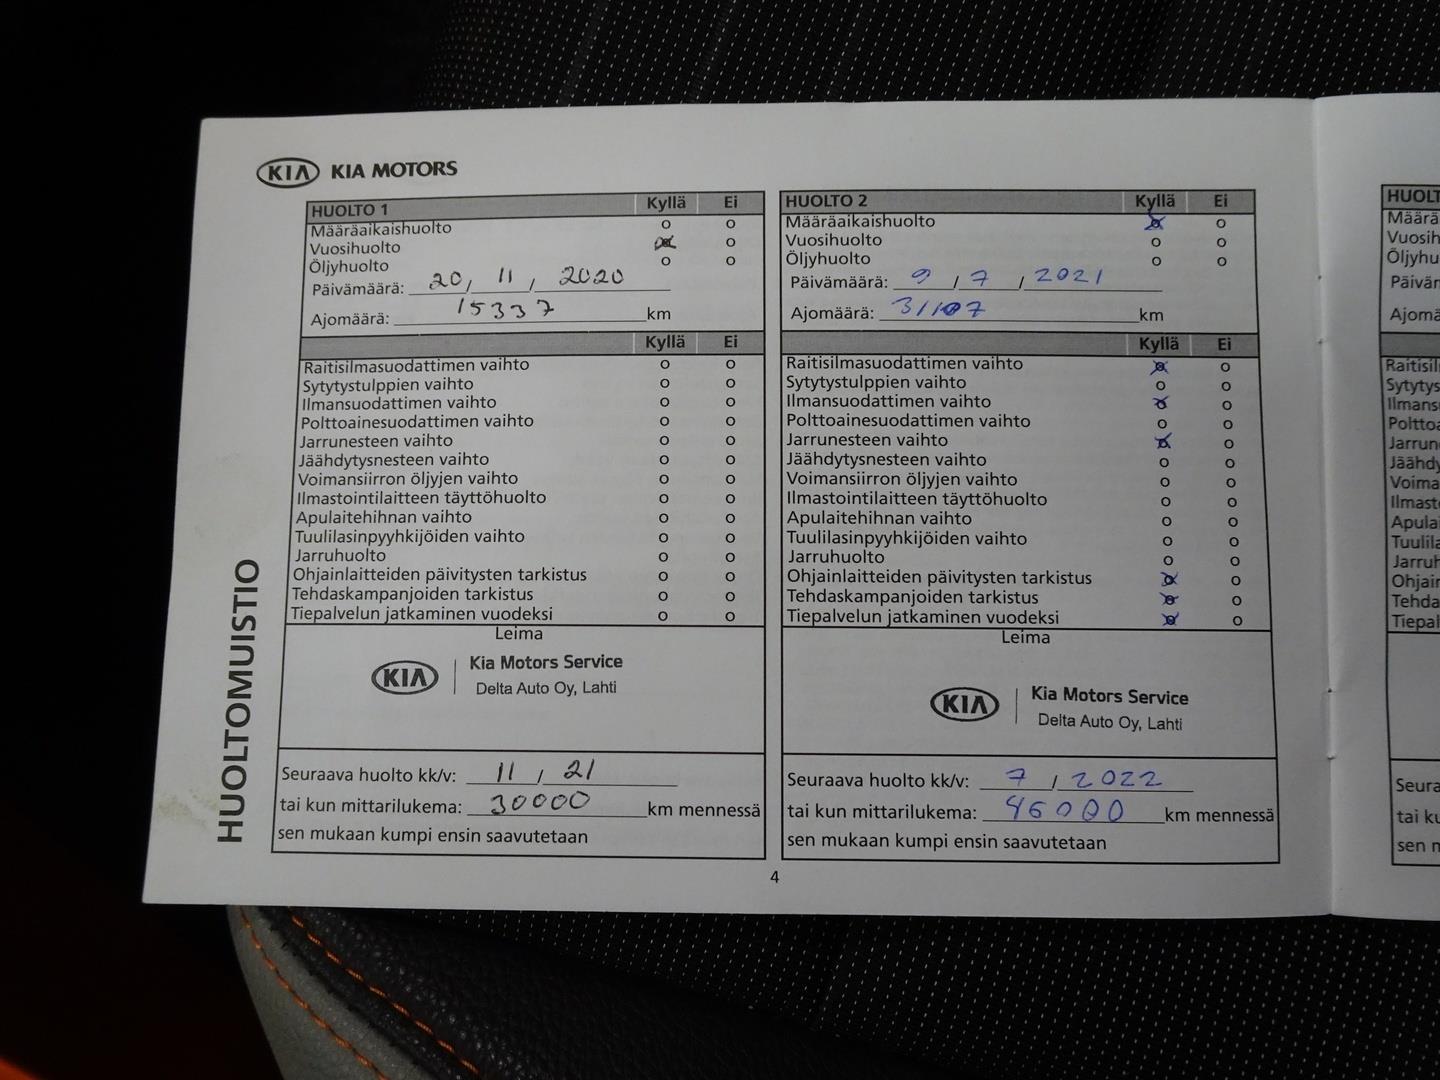 KIA KIA MOTORS
HUOLTOMUISTIO
HUOLTO 1 Kyllä Ei
Määräaikaishuolto o o
Vuosihuolto x o
Öljyhuolto o o
Päivämäärä: 20, 11, 2020
Ajomäärä: 15337 km
Kyllä Ei
Raitisilmasuodattimen vaihto o o
Sytytystulppien vaihto o o
Ilmansuodattimen vaihto o o
Polttoainesuodattimen vaihto o o
Jarrunesteen vaihto o o
Jäähdytysnesteen vaihto o o
Voimansiirron öljyjen vaihto o o
Ilmastointilaitteen täyttöhuolto o o
Apulaitehihnan vaihto o o
Tuulilasinpyyhkijöiden vaihto o o
Jarruhuolto o o
Ohjainlaitteiden päivitysten tarkistus o o
Tehdaskampanjoiden tarkistus o o
Tiepalvelun jatkaminen vuodeksi o o
Leima
KIA Kia Motors Service
Delta Auto Oy, Lahti
Seuraava huolto kk/v: 11 / 21
tai kun mittarilukema: 30000 km mennessä
sen mukaan kumpi ensin saavutetaan
HUOLTO 2 Kyllä Ei
Määräaikaishuolto x o
Vuosihuolto o o
Öljyhuolto o o
Päivämäärä: 9 / 7 / 2021
Ajomäärä: 31107 km
Kyllä Ei
Raitisilmasuodattimen vaihto x o
Sytytystulppien vaihto o o
Ilmansuodattimen vaihto x o
Polttoainesuodattimen vaihto o o
Jarrunesteen vaihto x o
Jäähdytysnesteen vaihto o o
Voimansiirron öljyjen vaihto o o
Ilmastointilaitteen täyttöhuolto o o
Apulaitehihnan vaihto o o
Tuulilasinpyyhkijöiden vaihto o o
Jarruhuolto o o
Ohjainlaitteiden päivitysten tarkistus x o
Tehdaskampanjoiden tarkistus x o
Tiepalvelun jatkaminen vuodeksi x o
Leima
KIA Kia Motors Service
Delta Auto Oy, Lahti
Seuraava huolto kk/v: 7 / 2022
tai kun mittarilukema: 46000 km mennessä
sen mukaan kumpi ensin saavutetaan
4